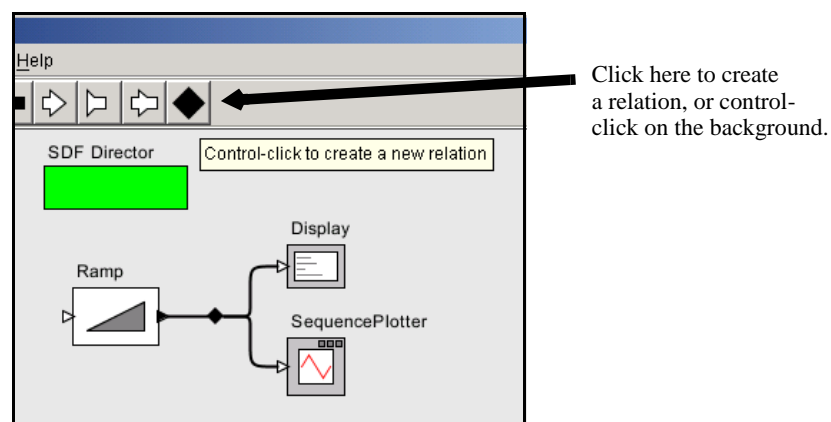 Help
Click here to create
a relation, or control-
click on the background.
SDF Director
Control-click to create a new relation
Display
Ramp
SequencePlotter